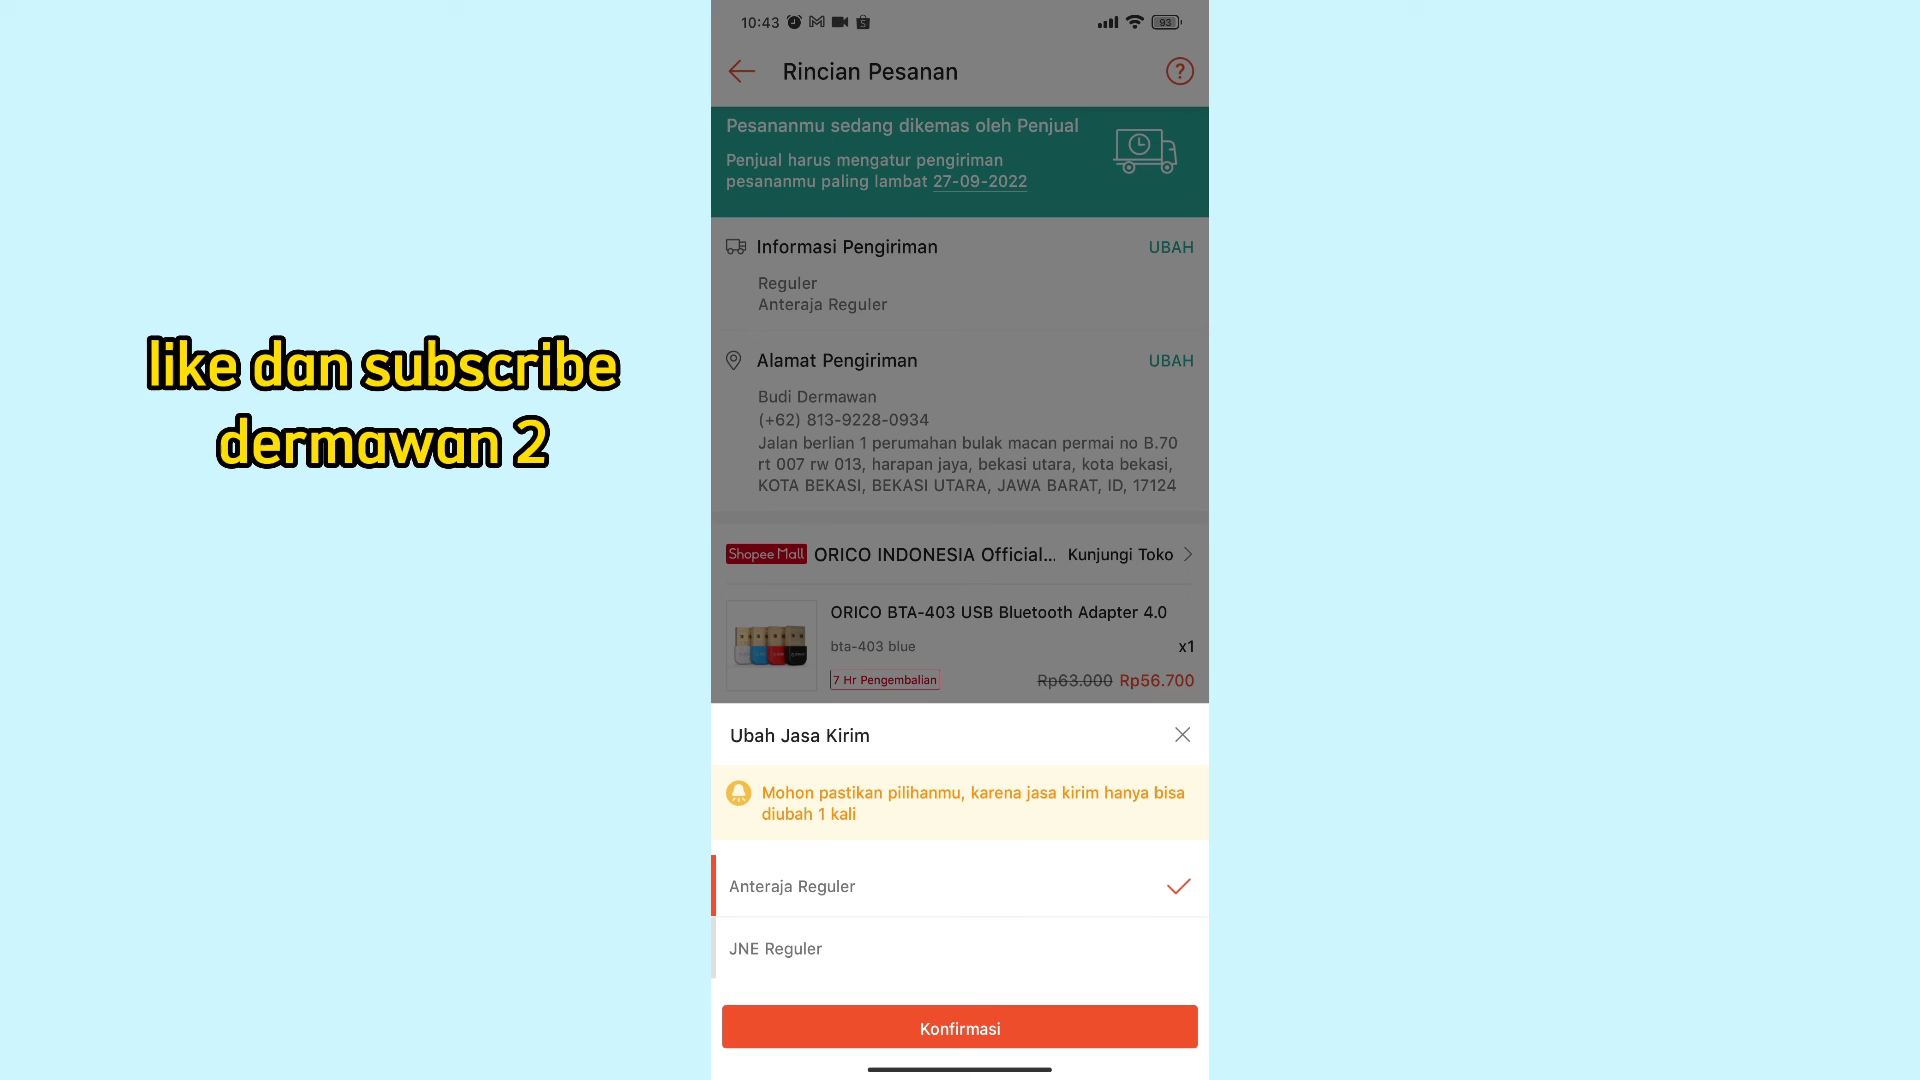 like dan subscribe
dermawan 2
10:43
93
Rincian Pesanan
?
Pesananmu sedang dikemas oleh Penjual
Penjual harus mengatur pengiriman
pesananmu paling lambat 27-09-2022
Informasi Pengiriman
UBAH
Reguler
Anteraja Reguler
Alamat Pengiriman
UBAH
Budi Dermawan
(+62) 813-9228-0934
Jalan berlian 1 perumahan bulak macan permai no B.70
rt 007 rw 013, harapan jaya, bekasi utara, kota bekasi,
KOTA BEKASI, BEKASI UTARA, JAWA BARAT, ID, 17124
Shopee Mall ORICO INDONESIA Official... Kunjungi Toko
ORICO BTA-403 USB Bluetooth Adapter 4.0
bta-403 blue
x1
7 Hr Pengembalian
Rp63.000 Rp56.700
Ubah Jasa Kirim
Mohon pastikan pilihanmu, karena jasa kirim hanya bisa
diubah 1 kali
Anteraja Reguler
JNE Reguler
Konfirmasi